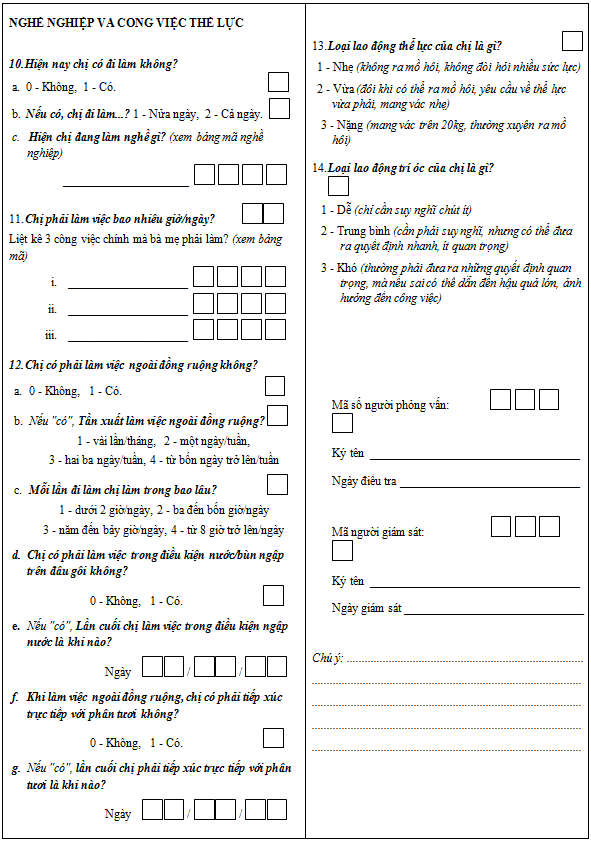 NGHỀ NGHIỆP VÀ CÔNG VIỆC THỂ LỰC
10.Hiện nay chị có đi làm không?
a. 0 - Không, 1 - Có.
b. Nếu có, chị đi làm...? 1 - Nửa ngày, 2 - Cả ngày.
c. Hiện chị đang làm nghề gì? (xem bảng mã nghề
nghiệp)
11.Chị phải làm việc bao nhiêu giờ/ngày?
Liệt kê 3 công việc chính mà bà mẹ phải làm? (xem bảng
mã)
i. ____________________
ii. ____________________
iii. ____________________
12.Chị có phải làm việc ngoài đồng ruộng không?
a. 0 - Không, 1 - Có.
b. Nếu "có", Tần xuất làm việc ngoài đồng ruộng?
1 - vài lần/tháng, 2 - một ngày/tuần,
3 - hai ba ngày/tuần, 4 - từ bốn ngày trở lên/tuần
c. Mỗi lần đi làm chị làm trong bao lâu?
1 - dưới 2 giờ/ngày, 2 - ba đến bốn giờ/ngày
3 - năm đến bảy giờ/ngày, 4 - từ 8 giờ trở lên/ngày
d. Chị có phải làm việc trong điều kiện nước/bùn ngập
trên đầu gối không?
0 - Không, 1 - Có.
e. Nếu "có", Lần cuối chị làm việc trong điều kiện ngập
nước là khi nào?
Ngày / /
f. Khi làm việc ngoài đồng ruộng, chị có phải tiếp xúc
trực tiếp với phân tươi không?
0 - Không, 1 - Có.
g. Nếu "có", lần cuối chị phải tiếp xúc trực tiếp với phân
tươi là khi nào?
Ngày / /
13.Loại lao động thể lực của chị là gì?
1 - Nhẹ (không ra mồ hôi, không đòi hỏi nhiều sức lực)
2 - Vừa (đôi khi có thể ra mồ hôi, yêu cầu về thể lực
vừa phải, mang vác nhẹ)
3 - Nặng (mang vác trên 20kg, thường xuyên ra mồ
hôi)
14.Loại lao động trí óc của chị là gì?
1 - Dễ (chỉ cần suy nghĩ chút ít)
2 - Trung bình (cần phải suy nghĩ, nhưng có thể đưa
ra quyết định nhanh, ít quan trọng)
3 - Khó (thường phải đưa ra những quyết định quan
trọng, mà nếu sai có thể dẫn đến hậu quả lớn, ảnh
hưởng đến công việc)
Mã số người phỏng vấn:
Ký tên ____________________
Ngày điều tra ____________________
Mã người giám sát:
Ký tên ____________________
Ngày giám sát ____________________
Chú ý: ....................